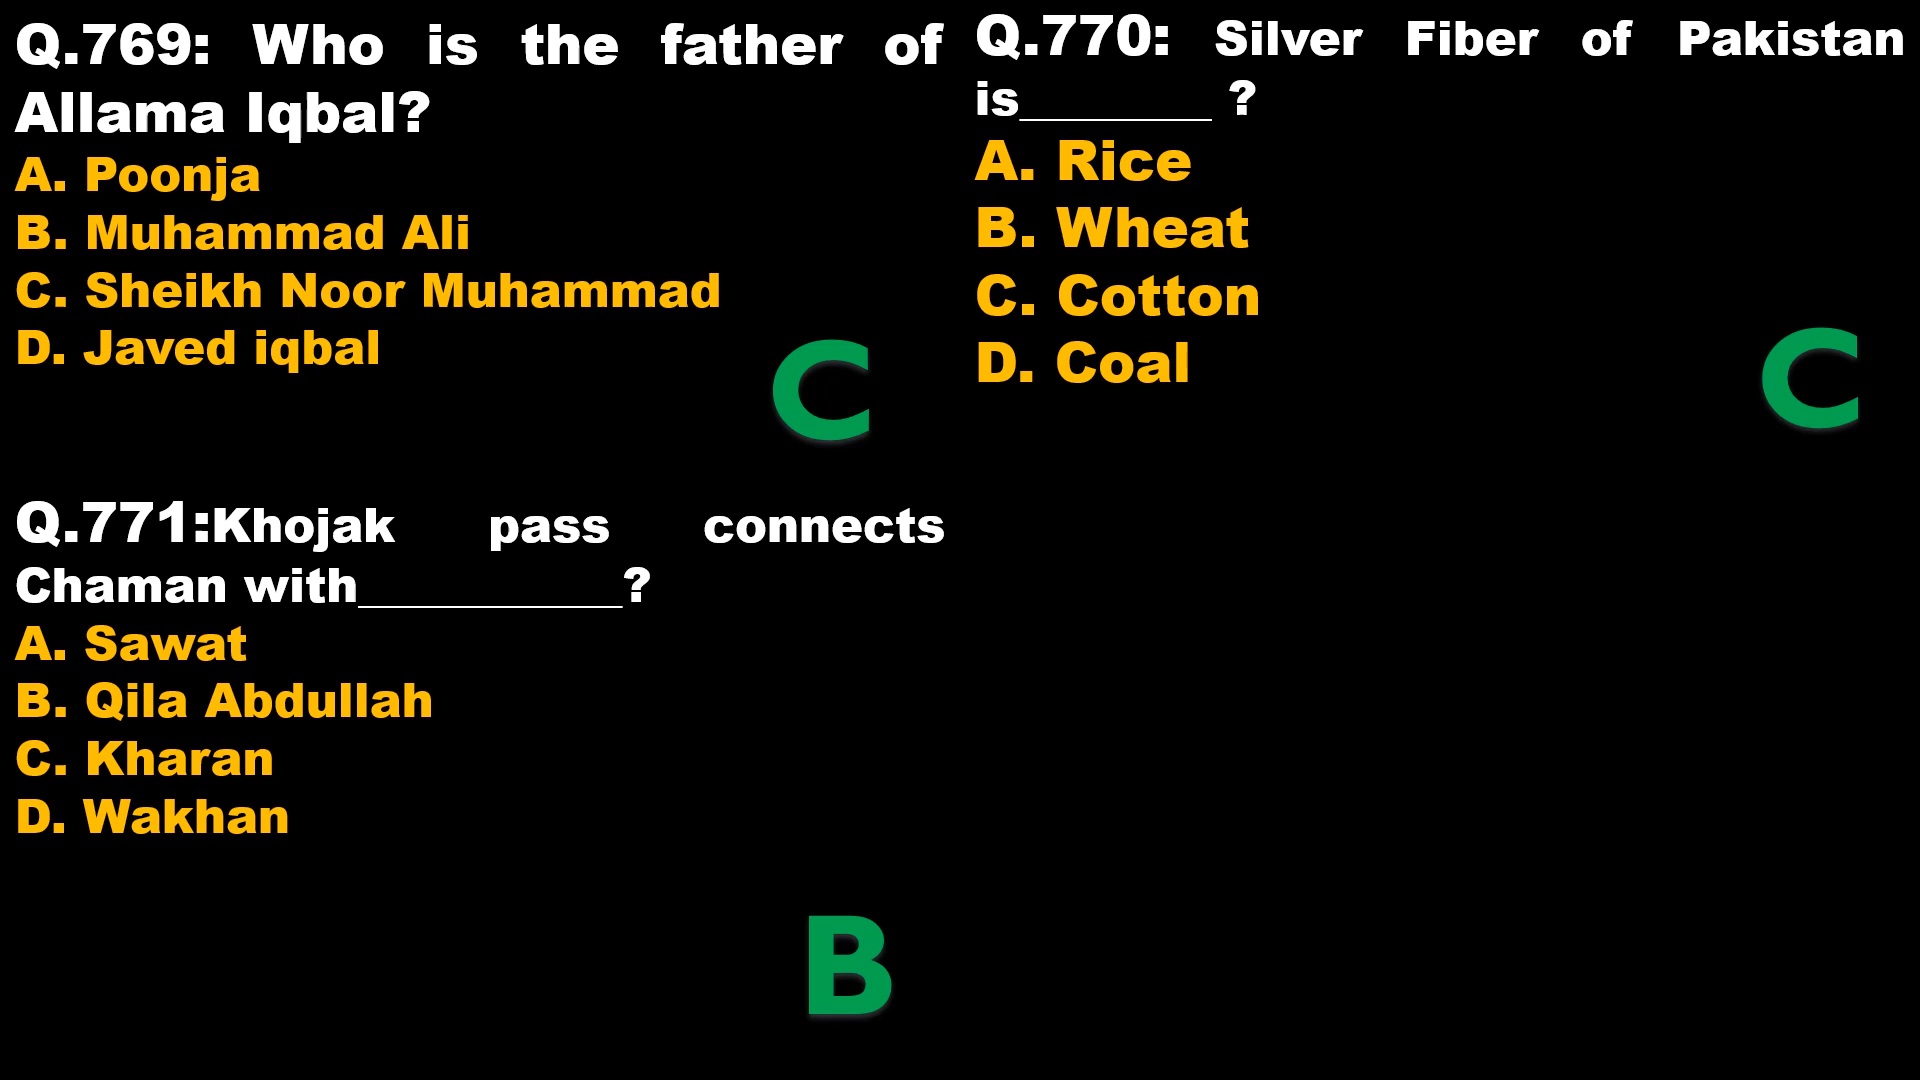 Q.769: Who is the father of
Allama Iqbal?
A. Poonja
B. Muhammad Ali
C. Sheikh Noor Muhammad
D. Javed iqbal
C
Q.770: Silver Fiber of Pakistan
is________ ?
A. Rice
B. Wheat
C. Cotton
D. Coal
C
Q.771:Khojak pass connects
Chaman with___________?
A. Sawat
B. Qila Abdullah
C. Kharan
D. Wakhan
B